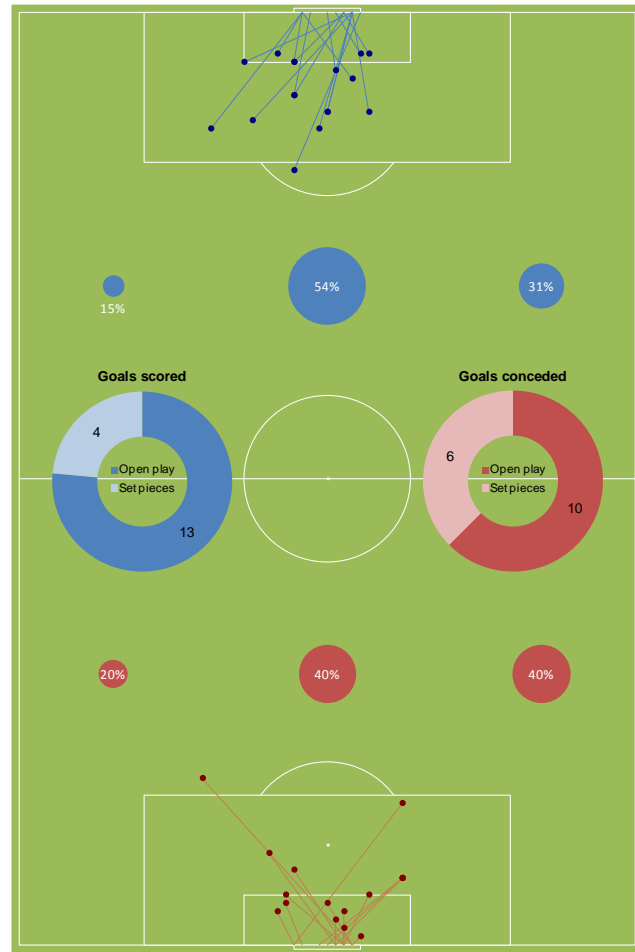 54%
31%
15%
Goals scored
Goals conceded
4
6
Open play
Open play
Set pieces
Set pieces
10
13
20%
40%
40%